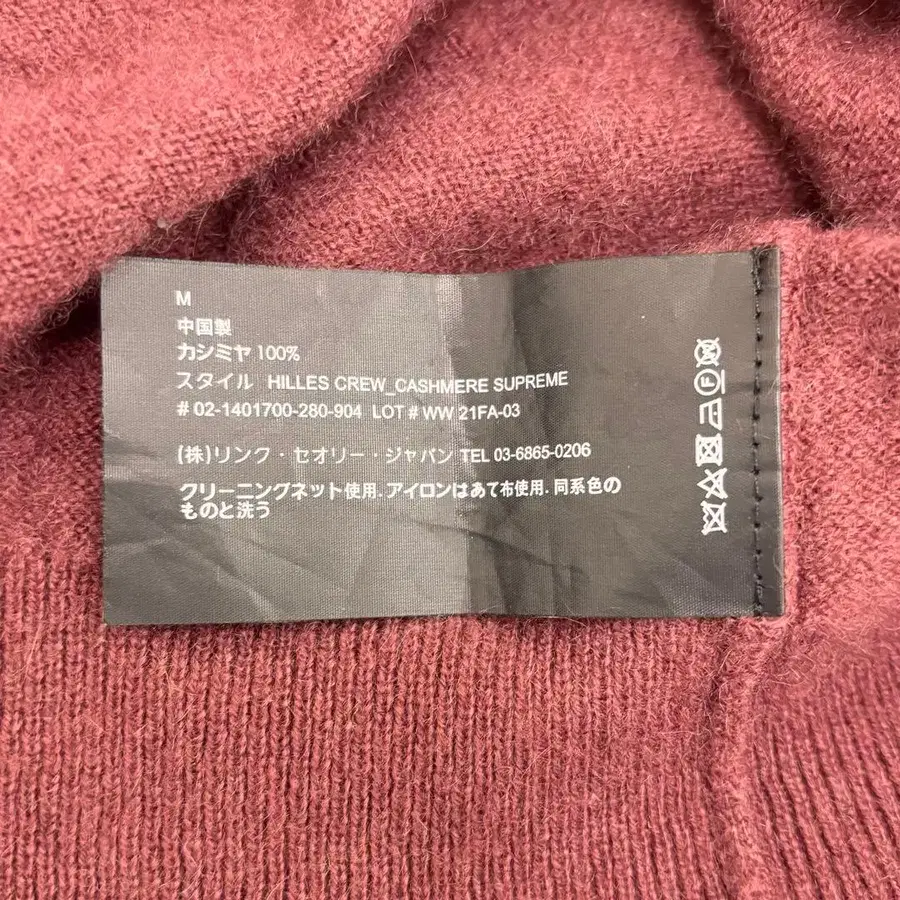 M
中国製
カシミヤ 100%
スタイル HILLES CREW_CASHMERE SUPREME
# 02-1401700-280-904 LOT # WW 21FA-03
(株)リンク・セオリー・ジャパン TEL 03-6865-0206
クリーニングネット使用. アイロンはあて布使用. 同系色の
ものと洗う
F